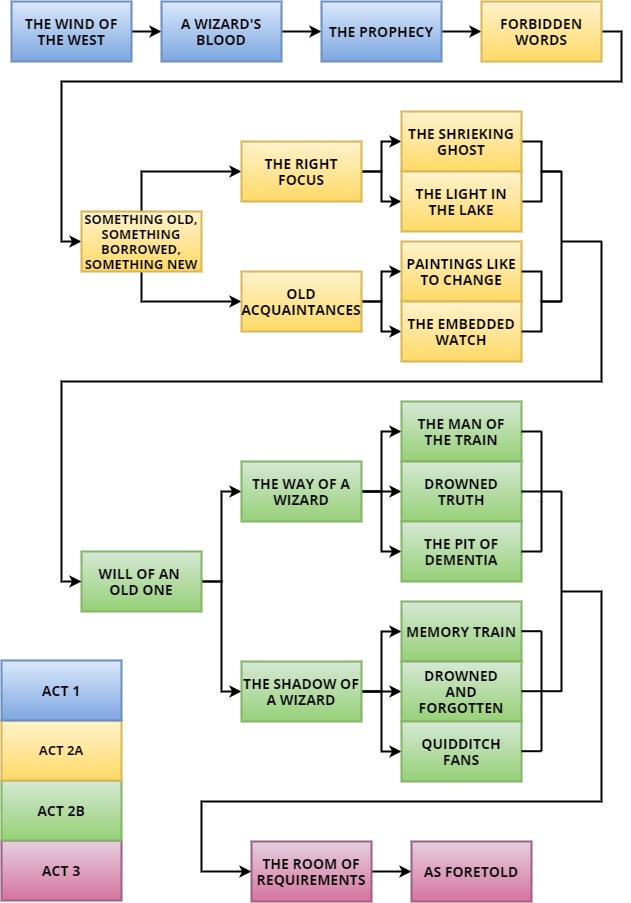 THE WIND OF
THE WEST
A WIZARD'S
BLOOD
THE PROPHECY
FORBIDDEN
WORDS
SOMETHING OLD,
SOMETHING
BORROWED,
SOMETHING NEW
THE RIGHT
FOCUS
THE SHRIEKING
GHOST
THE LIGHT IN
THE LAKE
OLD
ACQUAINTANCES
PAINTINGS LIKE
TO CHANGE
THE EMBEDDED
WATCH
WILL OF AN
OLD ONE
THE WAY OF A
WIZARD
THE MAN OF
THE TRAIN
DROWNED
TRUTH
THE PIT OF
DEMENTIA
THE SHADOW OF
A WIZARD
MEMORY TRAIN
DROWNED
AND
FORGOTTEN
QUIDDITCH
FANS
THE ROOM OF
REQUIREMENTS
AS FORETOLD
ACT 1
ACT 2A
ACT 2B
ACT 3